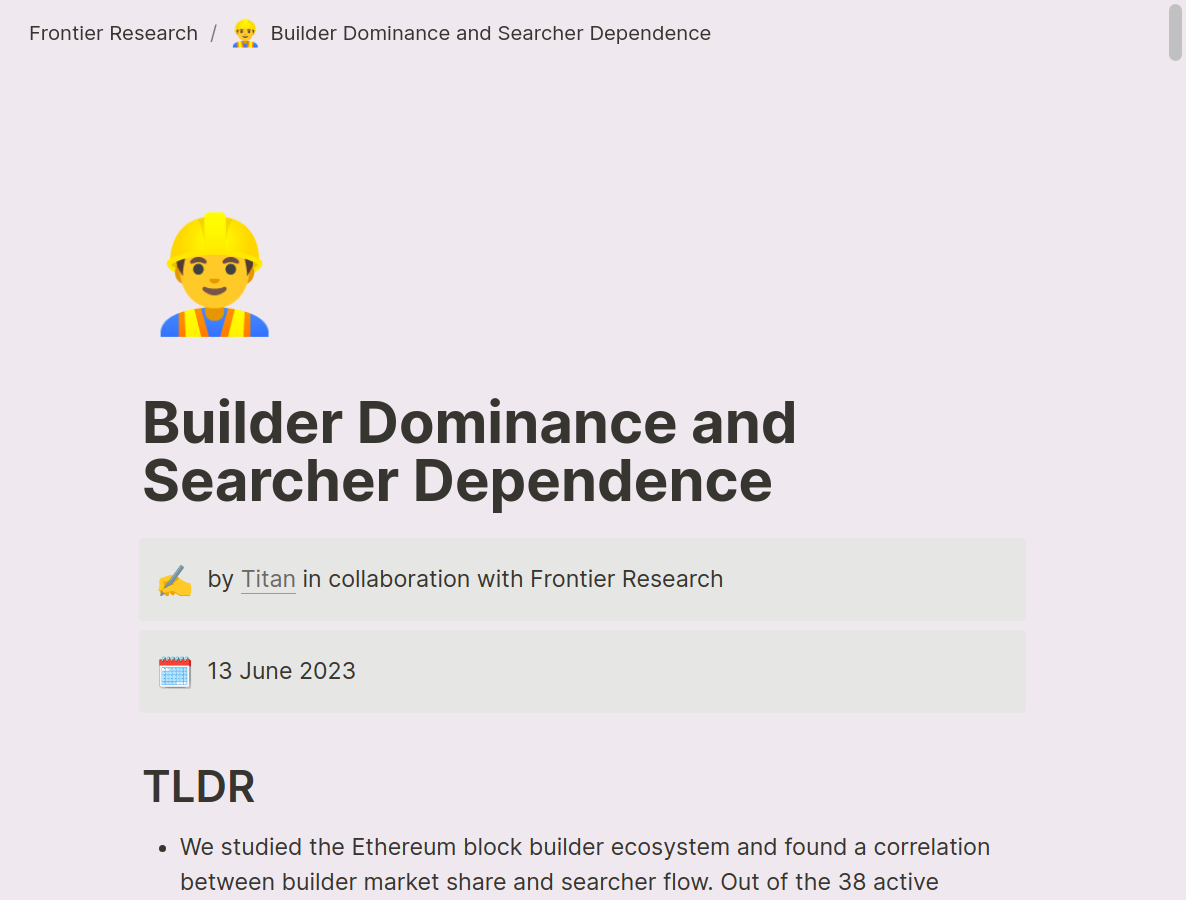 Frontier Research / Builder Dominance and Searcher Dependence
Builder Dominance and
Searcher Dependence
by Titan in collaboration with Frontier Research
13 June 2023
TLDR
• We studied the Ethereum block builder ecosystem and found a correlation
between builder market share and searcher flow. Out of the 38 active